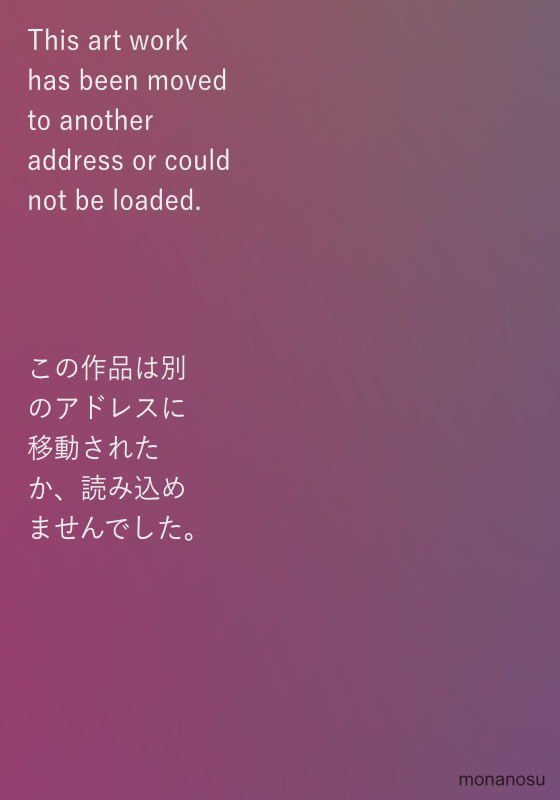 This art work
has been moved
to another
address or could
not be loaded.
この作品は別
のアドレスに
移動された
か、読み込め
ませんでした。
monanosu